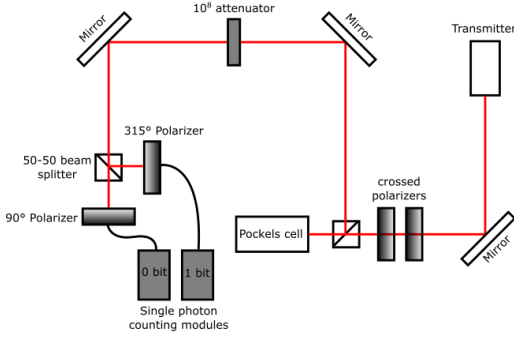 10⁸ attenuator
Mirror
Mirror
Transmitter
315° Polarizer
50-50 beam
splitter
crossed
polarizers
90° Polarizer
Pockels cell
Mirror
0 bit
1 bit
Single photon
counting modules